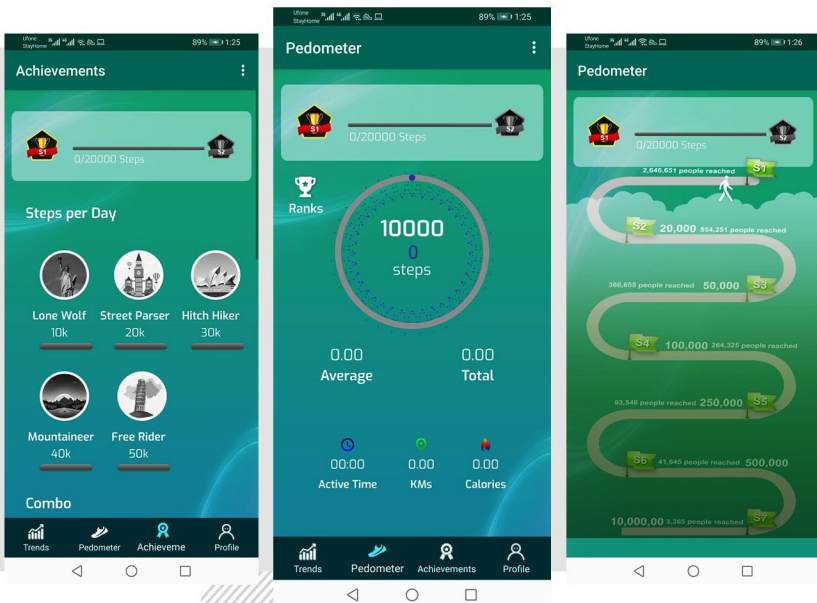 Ufone
StayHome
89% 1:25
Achievements
S1
S2
0/20000 Steps
Steps per Day
Lone Wolf
Street Parser
Hitch Hiker
10k
20k
30k
Mountaineer
Free Rider
40k
50k
Combo
Trends
Pedometer
Achieveme
Profile
Ufone
StayHome
89% 1:25
Pedometer
S1
S2
0/20000 Steps
Ranks
10000
0
steps
0.00
0.00
Average
Total
00:00
0.00
0.00
Active Time
KMs
Calories
Trends
Pedometer
Achievements
Profile
Ufone
StayHome
89% 1:26
Pedometer
S1
S2
0/20000 Steps
2,646,651 people reached S1
S2 20,000 554,251 people reached
366,655 people reached 50,000 S3
S4 100,000 264,325 people reached
93,546 people reached 250,000 S5
S6 41,645 people reached 500,000
10,000,00 3,365 people reached S7